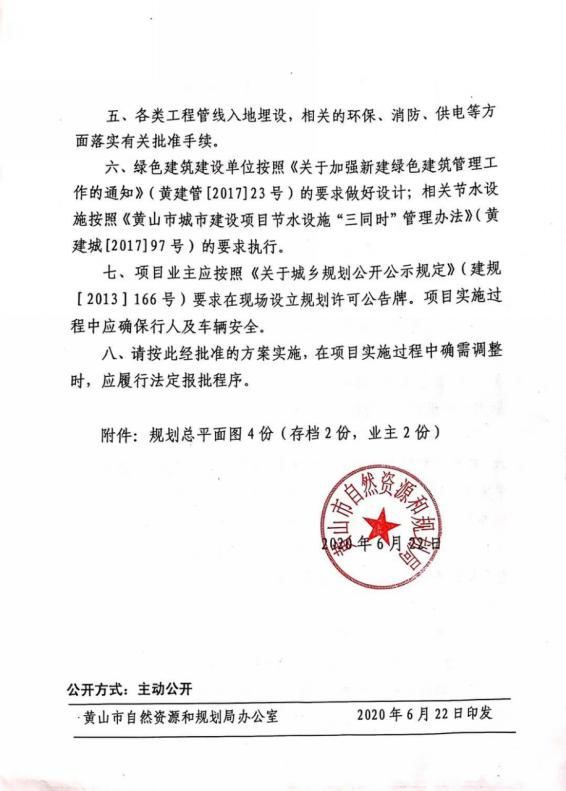 五、各类工程管线入地埋设，相关的环保、消防、供电等方
面落实有关批准手续。
六、绿色建筑建设单位按照《关于加强新建绿色建筑管理工
作的通知》（黄建管[2017]23号）的要求做好设计；相关节水设
施按照《黄山市城市建设项目节水设施“三同时”管理办法》（黄
建城[2017]97号）的要求执行。
七、项目业主应按照《关于城乡规划公开公示规定》（建规
［2013］166号）要求在现场设立规划许可公告牌。项目实施过
程中应确保行人及车辆安全。
八、请按此经批准的方案实施，在项目实施过程中确需调整
时，应履行法定报批程序。
附件：规划总平面图4份（存档2份，业主2份）
黄山市自然资源和规划局
2020年6月22日
公开方式：主动公开
黄山市自然资源和规划局办公室 2020年6月22日印发